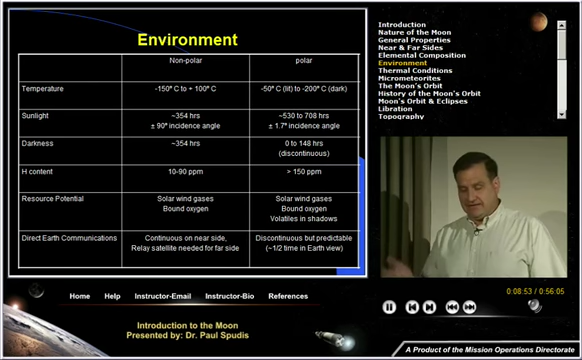 Environment
Non-polar polar
Temperature -150° C to + 100° C -50° C (lit) to -200° C (dark)
Sunlight ~354 hrs ~530 to 708 hrs
± 90° incidence angle ± 1.7° incidence angle
Darkness ~354 hrs 0 to 148 hrs
(discontinuous)
H content 10-90 ppm > 150 ppm
Resource Potential Solar wind gases Solar wind gases
Bound oxygen Bound oxygen
Volatiles in shadows
Direct Earth Communications Continuous on near side, Discontinuous but predictable
Relay satellite needed for far side (~1/2 time in Earth view)
Introduction
Nature of the Moon
General Properties
Near & Far Sides
Elemental Composition
Environment
Thermal Conditions
Micrometeorites
The Moon's Orbit
History of the Moon's Orbit
Moon's Orbit & Eclipses
Libration
Topography
0:08:53 / 0:56:05
Home Help Instructor-Email Instructor-Bio References
Introduction to the Moon
Presented by: Dr. Paul Spudis
A Product of the Mission Operations Directorate